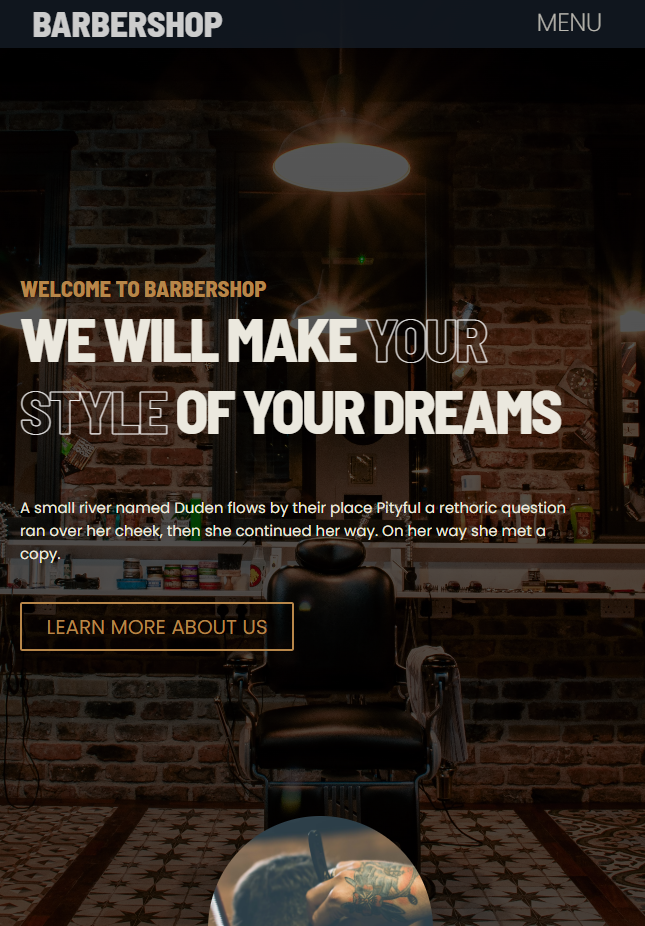 BARBERSHOP MENU
WELCOME TO BARBERSHOP
WE WILL MAKE YOUR
STYLE OF YOUR DREAMS
A small river named Duden flows by their place Pityful a rethoric question
ran over her cheek, then she continued her way. On her way she met a
copy.
LEARN MORE ABOUT US